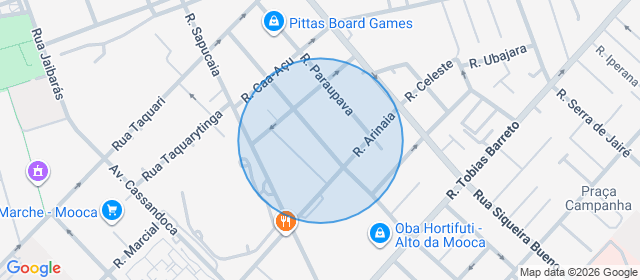 Pittas Board Games
Rua Jaibarás
R. Sapucaia
R. Caa-Açu
R. Paraupava
R. Celeste
R. Ubajara
R. Iperana
Rua Taquari
Rua Taquarytinga
R. Arinaia
R. Serra de Jairé
R. Tobias Barreto
Av. Cassandoca
Marche - Mooca
R. Marcial
Rua Siqueira Bueno
Praça
Campanha
Oba Hortifuti -
Alto da Mooca
Google
Map data ©2026 Google